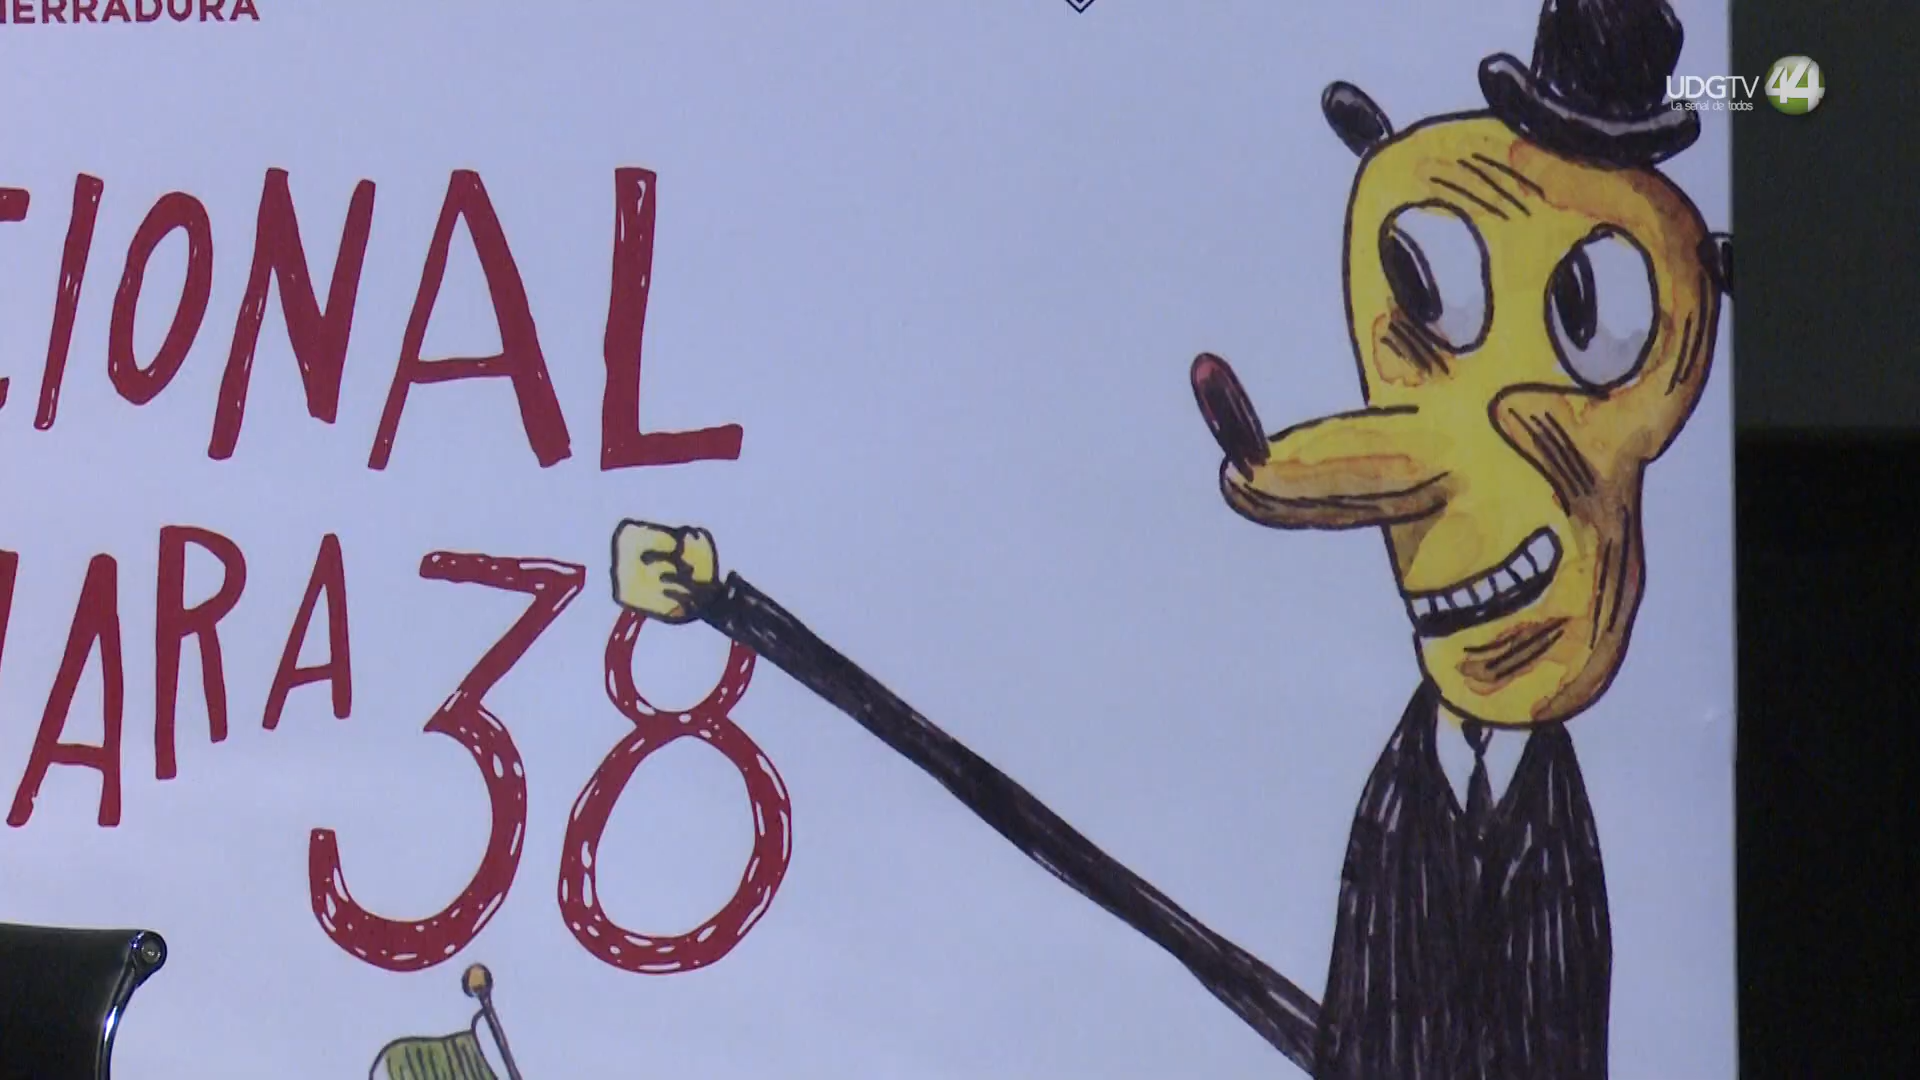 HERRADURA
UDGTV 44
La señal de todos
CIONAL
JARA 38